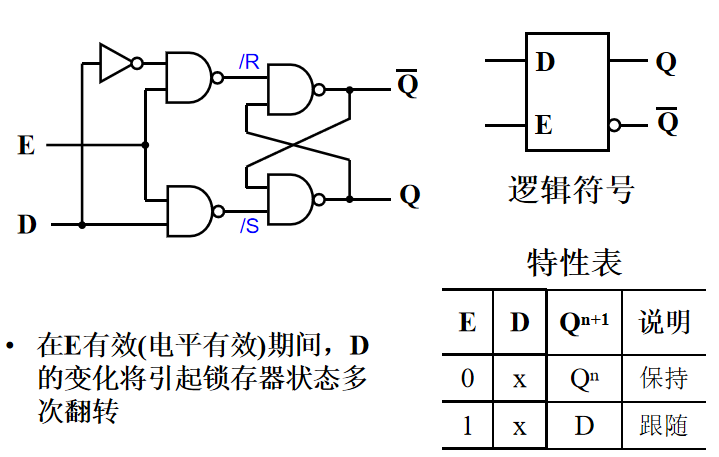 /R
Q̅
E
D
/S
Q
D Q
E Q̅
逻辑符号
特性表
E D Qⁿ⁺¹ 说明
0 x Qⁿ 保持
1 x D 跟随
• 在E有效(电平有效)期间，D
的变化将引起锁存器状态多
次翻转